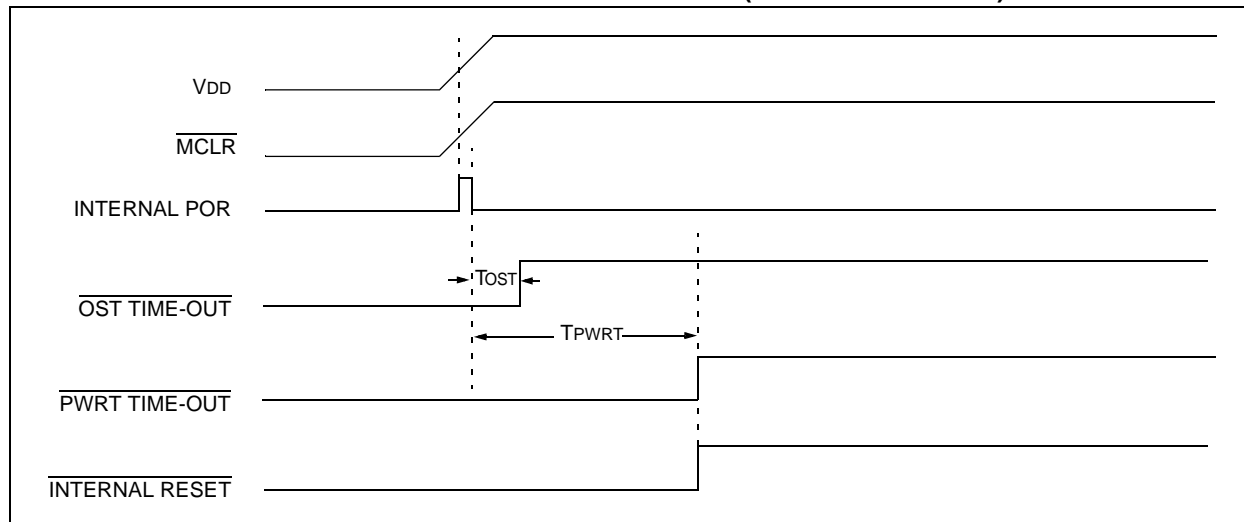 VDD
MCLR
INTERNAL POR
TOST
OST TIME-OUT
TPWRT
PWRT TIME-OUT
INTERNAL RESET